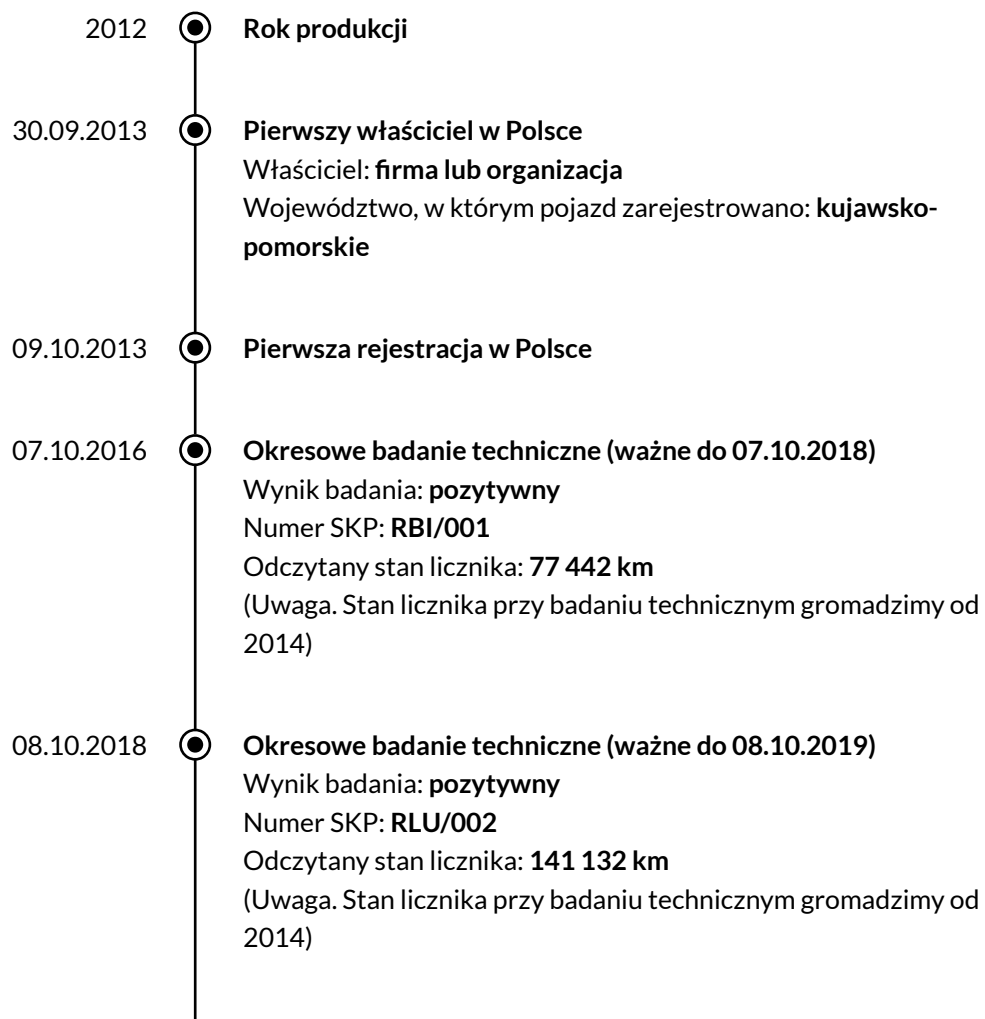 2012 Rok produkcji
30.09.2013 Pierwszy właściciel w Polsce
Właściciel: firma lub organizacja
Województwo, w którym pojazd zarejestrowano: kujawsko-
pomorskie
09.10.2013 Pierwsza rejestracja w Polsce
07.10.2016 Okresowe badanie techniczne (ważne do 07.10.2018)
Wynik badania: pozytywny
Numer SKP: RBI/001
Odczytany stan licznika: 77 442 km
(Uwaga. Stan licznika przy badaniu technicznym gromadzimy od
2014)
08.10.2018 Okresowe badanie techniczne (ważne do 08.10.2019)
Wynik badania: pozytywny
Numer SKP: RLU/002
Odczytany stan licznika: 141 132 km
(Uwaga. Stan licznika przy badaniu technicznym gromadzimy od
2014)